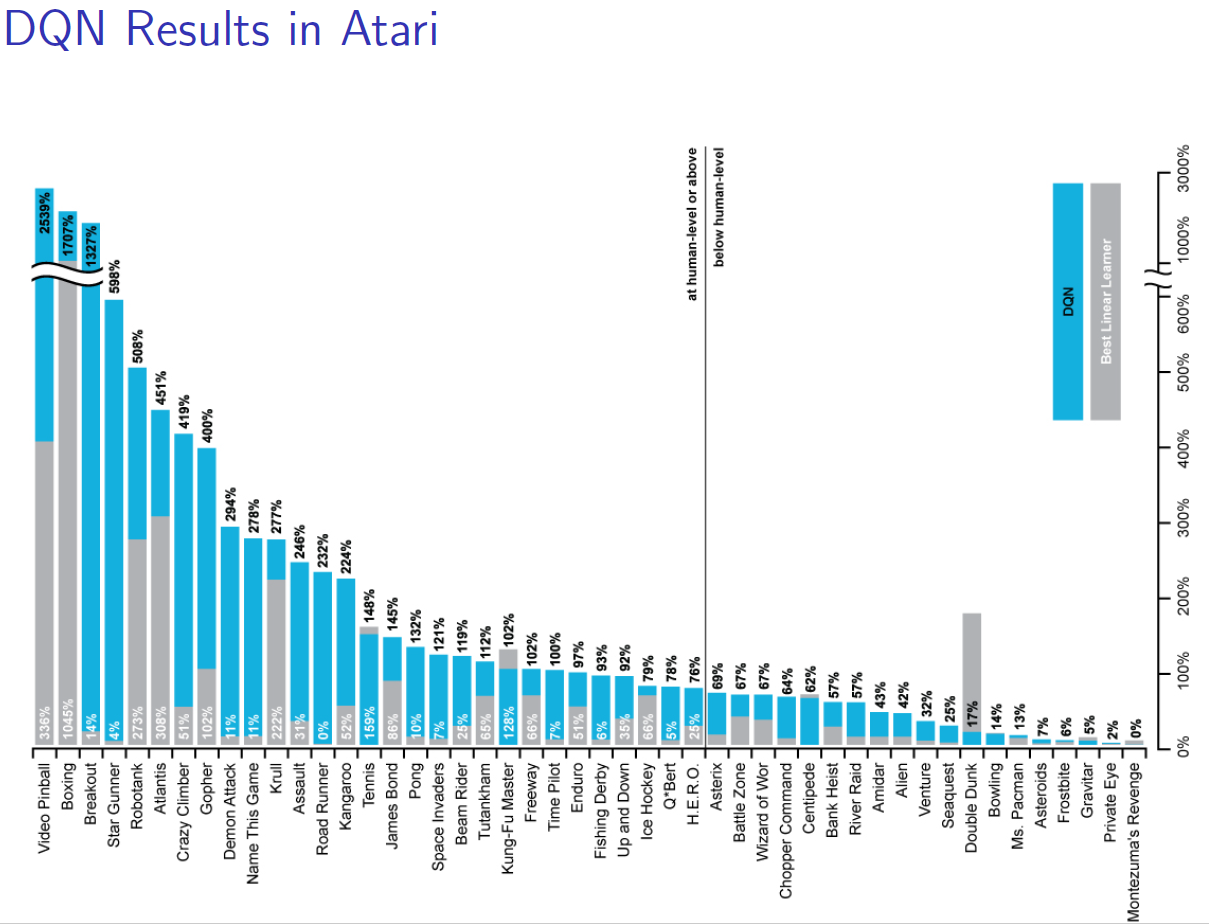 DQN Results in Atari
2539%
1707%
1327%
598%
508%
451%
419%
400%
294%
278%
277%
246%
232%
224%
148%
145%
132%
121%
119%
112%
102%
102%
100%
97%
93%
92%
79%
78%
76%
69%
67%
67%
64%
62%
57%
57%
43%
42%
32%
25%
17%
14%
13%
7%
6%
5%
2%
0%
336%
1045%
14%
4%
273%
308%
51%
102%
11%
11%
222%
31%
0%
52%
159%
86%
10%
7%
25%
65%
128%
66%
7%
51%
6%
35%
66%
5%
25%
at human-level or above
below human-level
DQN
Best Linear Learner
3000%
1000%
600%
500%
400%
300%
200%
100%
0%
Video Pinball
Boxing
Breakout
Star Gunner
Robotank
Atlantis
Crazy Climber
Gopher
Demon Attack
Name This Game
Krull
Assault
Road Runner
Kangaroo
Tennis
James Bond
Pong
Space Invaders
Beam Rider
Tutankham
Kung-Fu Master
Freeway
Time Pilot
Enduro
Fishing Derby
Up and Down
Ice Hockey
Q*Bert
H.E.R.O.
Asterix
Battle Zone
Wizard of Wor
Chopper Command
Centipede
Bank Heist
River Raid
Amidar
Alien
Venture
Seaquest
Double Dunk
Bowling
Ms. Pacman
Asteroids
Frostbite
Gravitar
Private Eye
Montezuma's Revenge